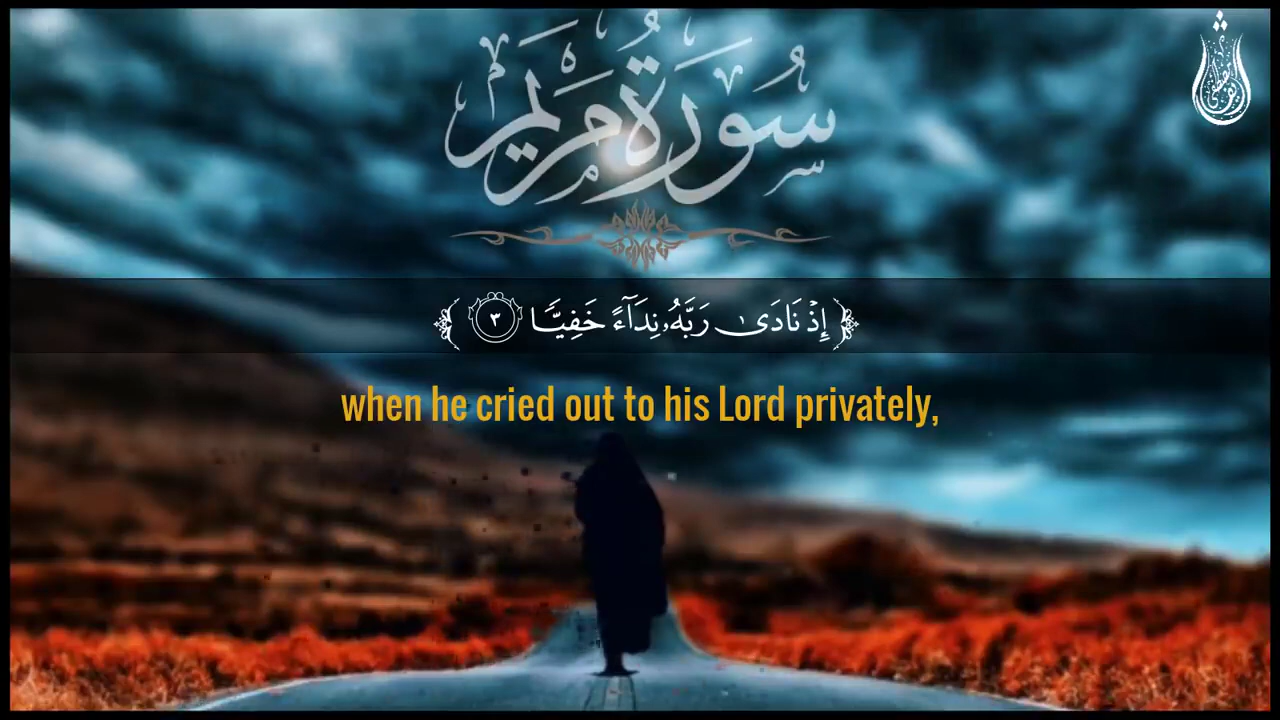 سورة مريم
إِذْ نَادَىٰ رَبَّهُۥ نِدَآءً خَفِيًّا ٣
when he cried out to his Lord privately,